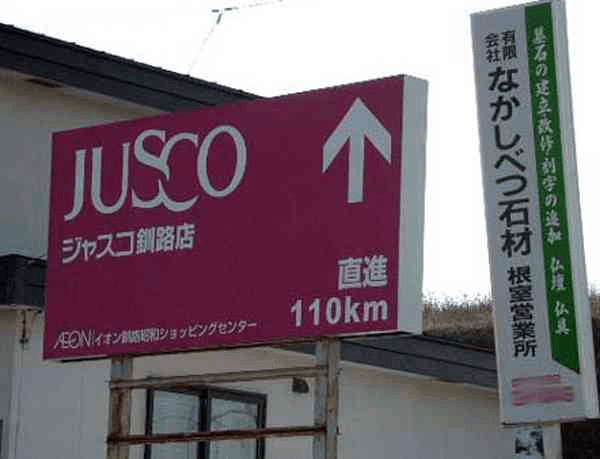 JUSCO
ジャスコ釧路店
直進
110km
ÆON イオン釧路昭和ショッピングセンター
墓石の建立・改修・刻字の追加 仏壇 仏具
有限会社 なかしべつ石材 根室営業所